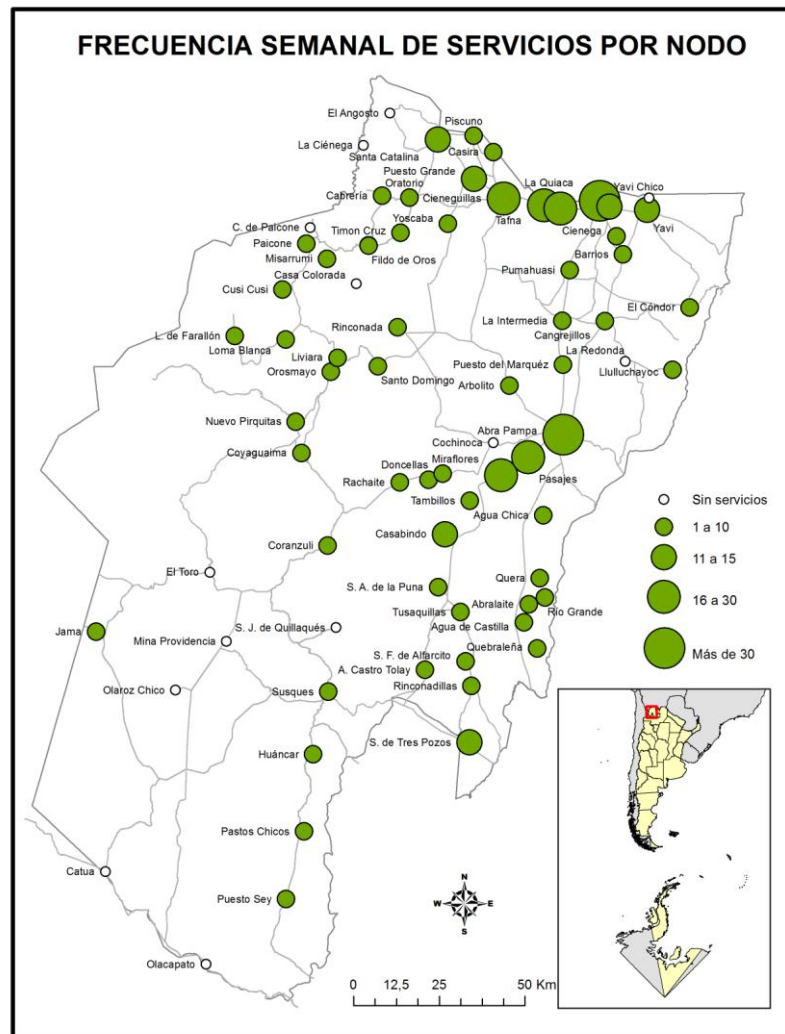 FRECUENCIA SEMANAL DE SERVICIOS POR NODO
El Angosto
Piscuno
La Ciénega
Santa Catalina
Casira
Puesto Grande
Oratorio
Cabrería
Cieneguillas
La Quiaca
Yavi Chico
Yoscaba
Tafna
Yavi
C. de Paicone
Timon Cruz
Cienega
Paicone
Fildo de Oros
Barrios
Misarrumi
Casa Colorada
Pumahuasi
Cusi Cusi
El Cóndor
L. de Farallón
Rinconada
La Intermedia
Cangrejillos
Loma Blanca
Liviara
La Redonda
Orosmayo
Santo Domingo
Puesto del Marquéz
Llulluchayoc
Arbolito
Nuevo Pirquitas
Abra Pampa
Cochinoca
Coyaguaima
Miraflores
Doncellas
Rachaite
Pasajes
Tambillos
Agua Chica
Casabindo
Coranzuli
El Toro
S. A. de la Puna
Quera
Abralaite
Tusaquillas
Río Grande
Jama
S. J. de Quillaqués
Agua de Castilla
Mina Providencia
Quebraleña
S. F. de Alfarcito
A. Castro Tolay
Olaroz Chico
Susques
Rinconadillas
S. de Tres Pozos
Huáncar
Pastos Chicos
Catua
Puesto Sey
Olacapato
Sin servicios
1 a 10
11 a 15
16 a 30
Más de 30
N
W E
S
0 12,5 25 50 Km